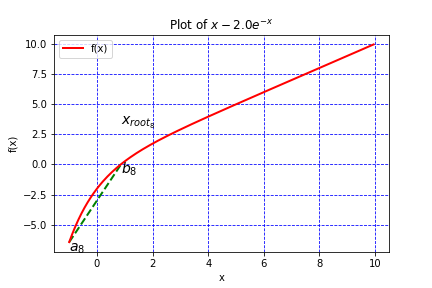 Plot of $x - 2.0e^{-x}$
f(x)
10.0
7.5
5.0
2.5
0.0
−2.5
−5.0
f(x)
$x_{root_8}$
$b_8$
$a_8$
0
2
4
6
8
10
x